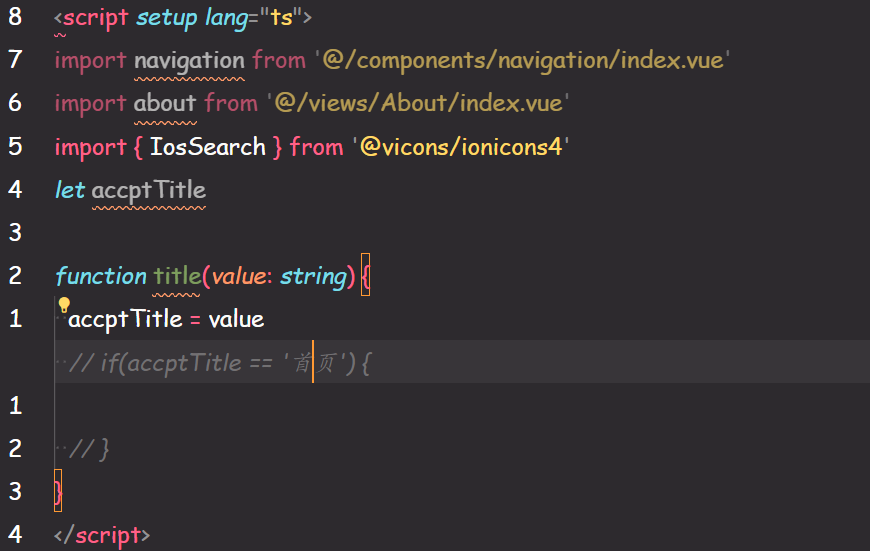 8 <script setup lang="ts">
7 import navigation from '@/components/navigation/index.vue'
6 import about from '@/views/About/index.vue'
5 import { IosSearch } from '@vicons/ionicons4'
4 let accptTitle
3
2 function title(value: string) {
1 accptTitle = value
// if(accptTitle == '首页') {
1
2 // }
3 }
4 </script>